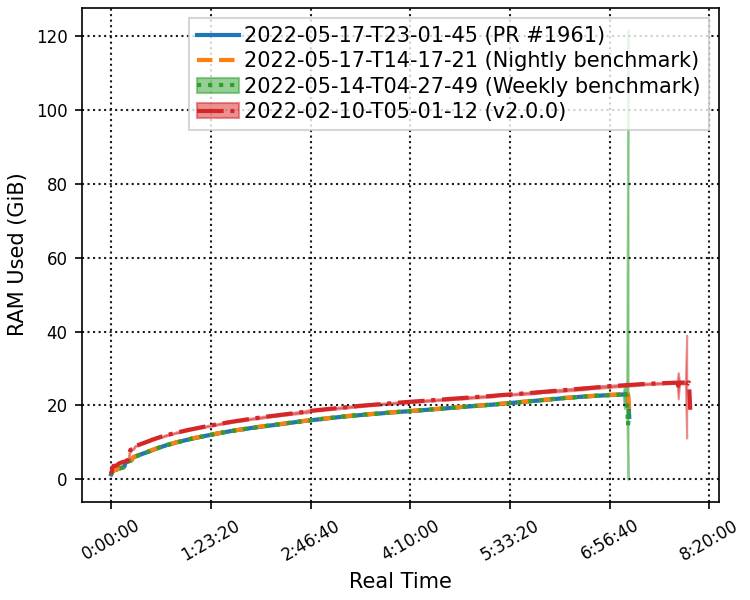 2022-05-17-T23-01-45 (PR #1961)
2022-05-17-T14-17-21 (Nightly benchmark)
2022-05-14-T04-27-49 (Weekly benchmark)
2022-02-10-T05-01-12 (v2.0.0)
120
100
80
60
40
20
0
RAM Used (GiB)
0:00:00
1:23:20
2:46:40
4:10:00
5:33:20
6:56:40
8:20:00
Real Time